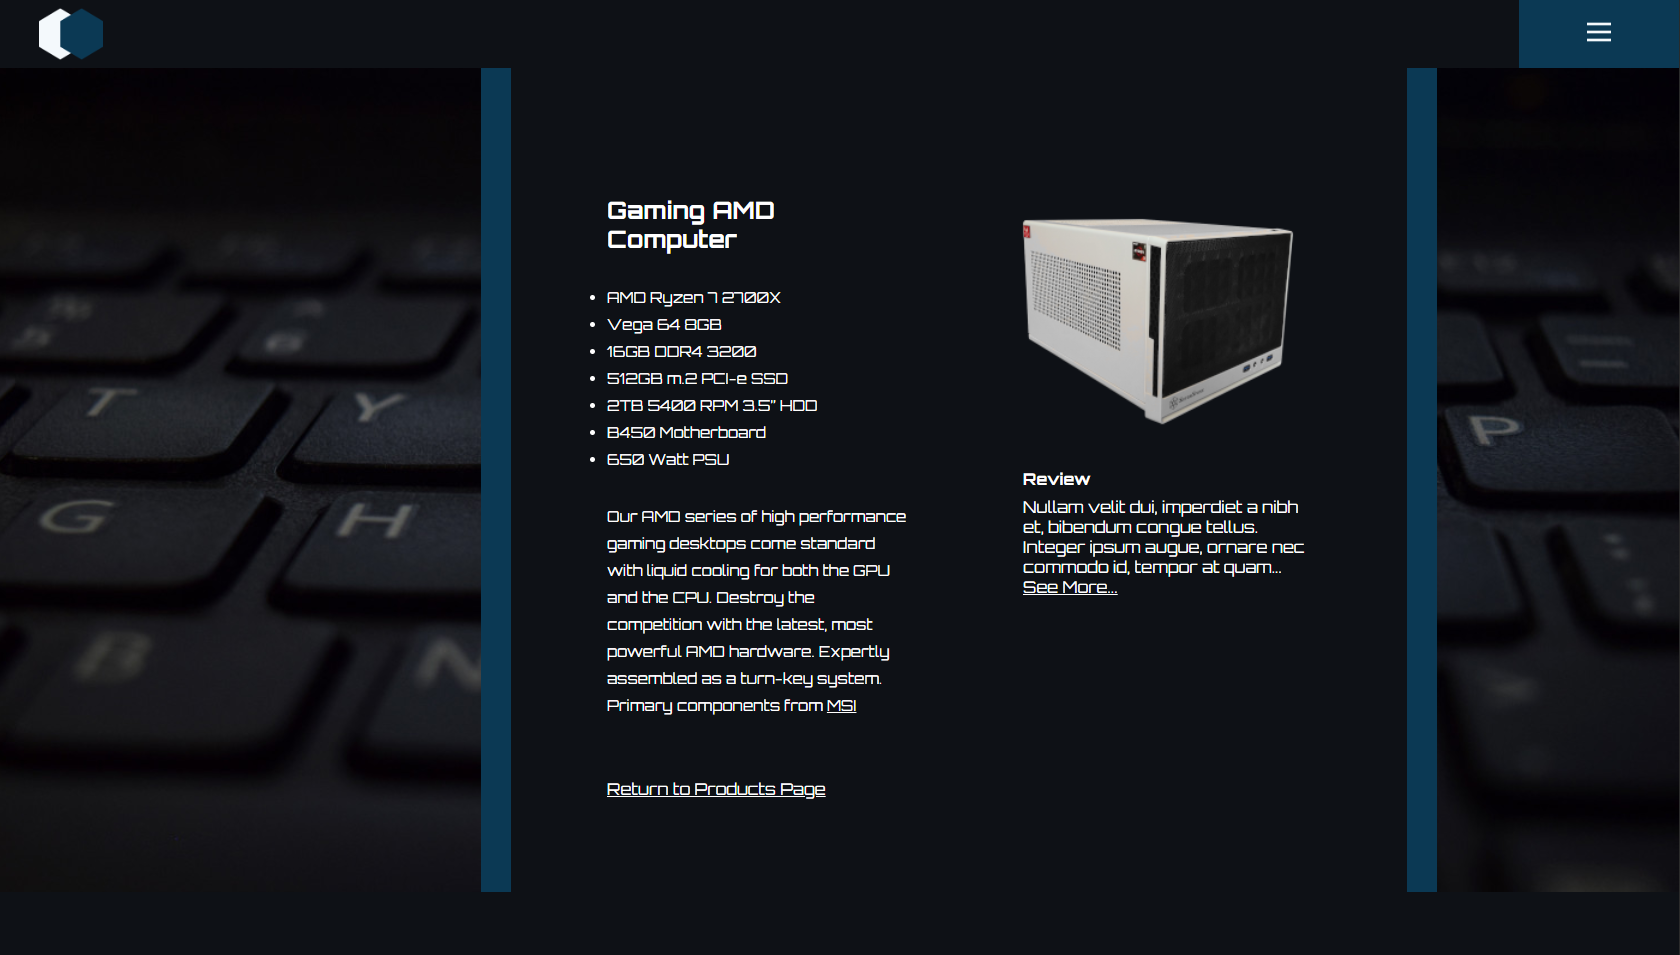 Gaming AMD
Computer
AMD Ryzen 7 2700X
Vega 64 8GB
16GB DDR4 3200
512GB m.2 PCI-e SSD
2TB 5400 RPM 3.5" HDD
B450 Motherboard
650 Watt PSU
Our AMD series of high performance
gaming desktops come standard
with liquid cooling for both the GPU
and the CPU. Destroy the
competition with the latest, most
powerful AMD hardware. Expertly
assembled as a turn-key system.
Primary components from MSI
Return to Products Page
Review
Nullam velit dui, imperdiet a nibh
et, bibendum congue tellus.
Integer ipsum augue, ornare nec
commodo id, tempor at quam...
See More...
6
T
Y
G
H
B
N
P